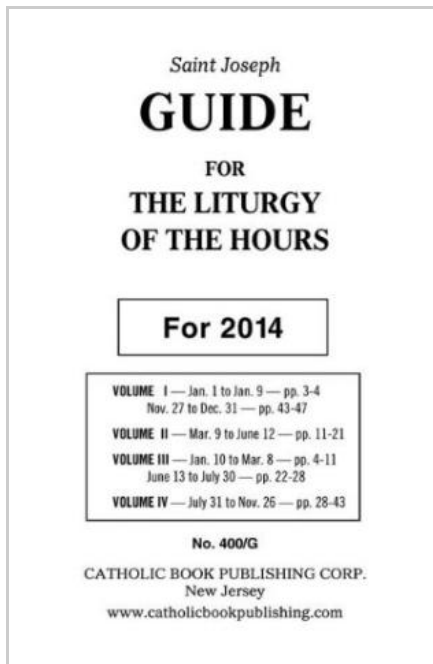 Saint Joseph
GUIDE
FOR
THE LITURGY
OF THE HOURS
For 2014
VOLUME I — Jan. 1 to Jan. 9 — pp. 3-4
Nov. 27 to Dec. 31 — pp. 43-47
VOLUME II — Mar. 9 to June 12 — pp. 11-21
VOLUME III — Jan. 10 to Mar. 8 — pp. 4-11
June 13 to July 30 — pp. 22-28
VOLUME IV — July 31 to Nov. 26 — pp. 28-43
No. 400/G
CATHOLIC BOOK PUBLISHING CORP.
New Jersey
www.catholicbookpublishing.com